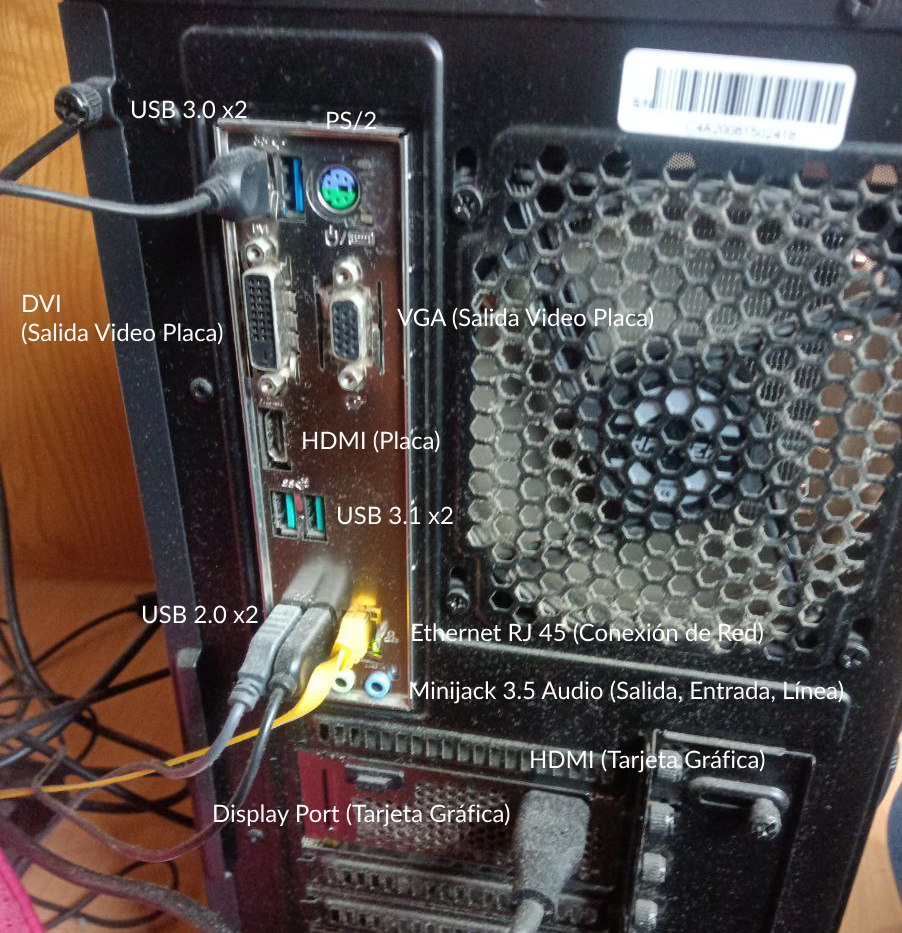 USB 3.0 x2
PS/2
DVI
(Salida Video Placa)
VGA (Salida Video Placa)
HDMI (Placa)
USB 3.1 x2
USB 2.0 x2
Ethernet RJ 45 (Conexión de Red)
Minijack 3.5 Audio (Salida, Entrada, Línea)
HDMI (Tarjeta Gráfica)
Display Port (Tarjeta Gráfica)